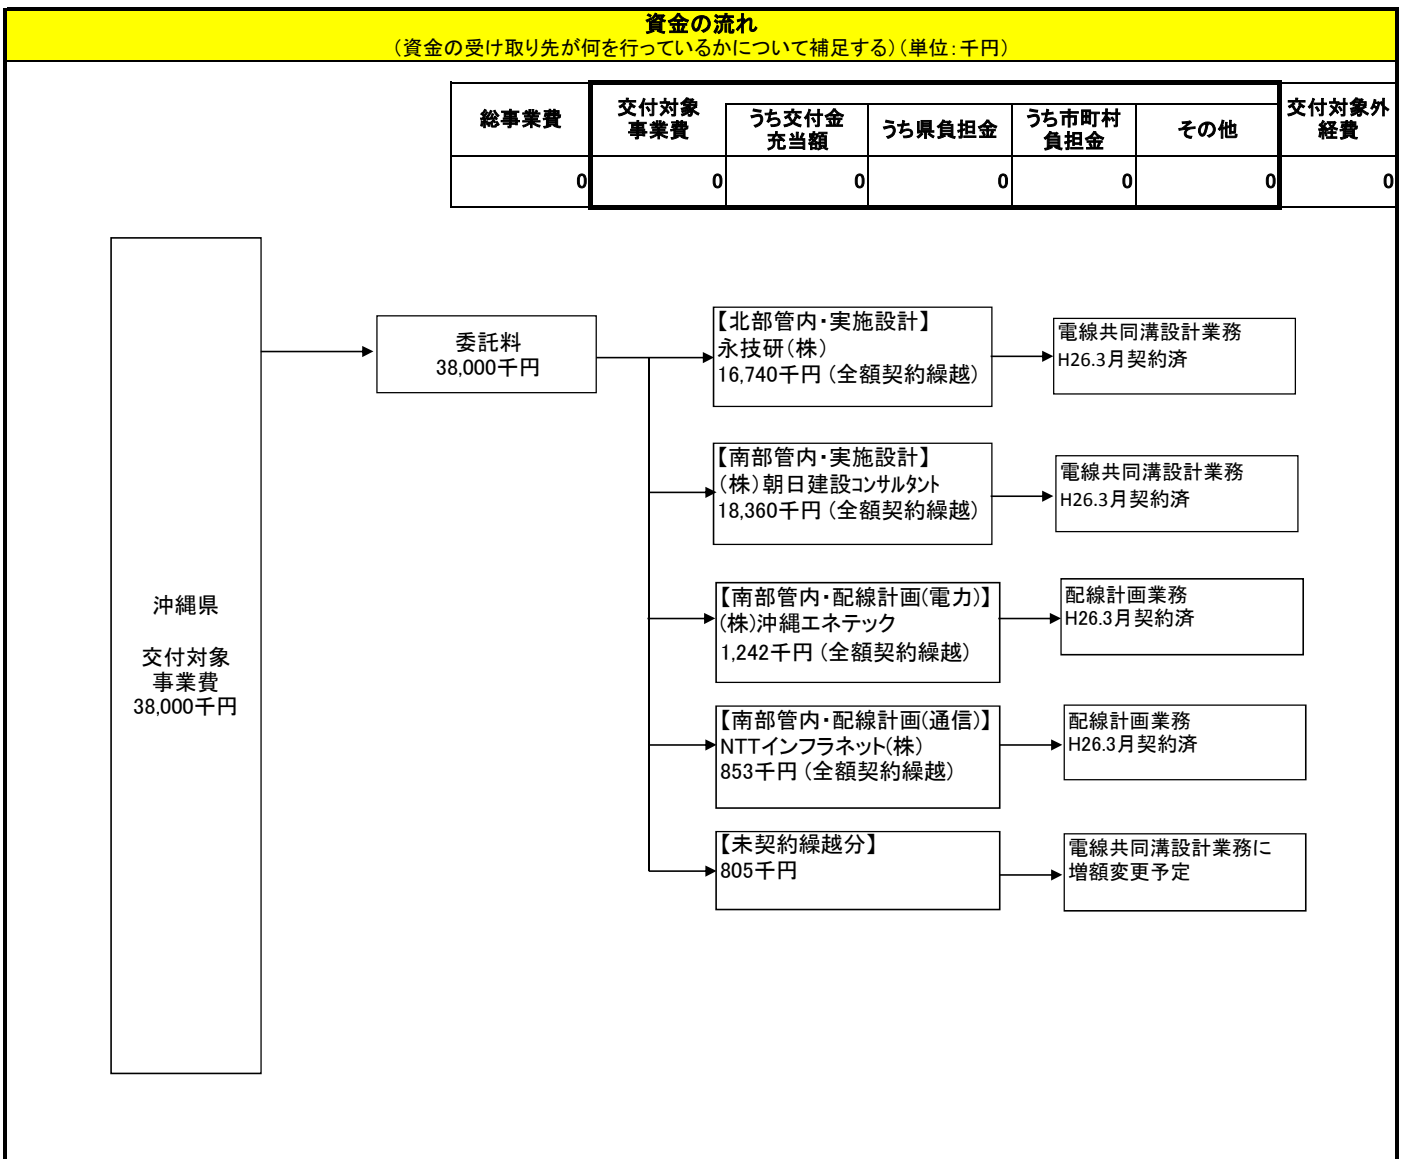 資金の流れ
（資金の受け取り先が何を行っているかについて補足する）（単位：千円）
総事業費
交付対象
事業費
うち交付金
充当額
うち県負担金
うち市町村
負担金
その他
交付対象外
経費
0 0 0 0 0 0 0
沖縄県
交付対象
事業費
38,000千円
委託料
38,000千円
【北部管内・実施設計】
永技研（株）
16,740千円（全額契約繰越）
電線共同溝設計業務
H26.3月契約済
【南部管内・実施設計】
（株）朝日建設ｺﾝｻﾙﾀﾝﾄ
18,360千円（全額契約繰越）
電線共同溝設計業務
H26.3月契約済
【南部管内・配線計画(電力)】
(株)沖縄エネテック
1,242千円（全額契約繰越）
配線計画業務
H26.3月契約済
【南部管内・配線計画(通信)】
NTTインフラネット(株)
853千円（全額契約繰越）
配線計画業務
H26.3月契約済
【未契約繰越分】
805千円
電線共同溝設計業務に
増額変更予定